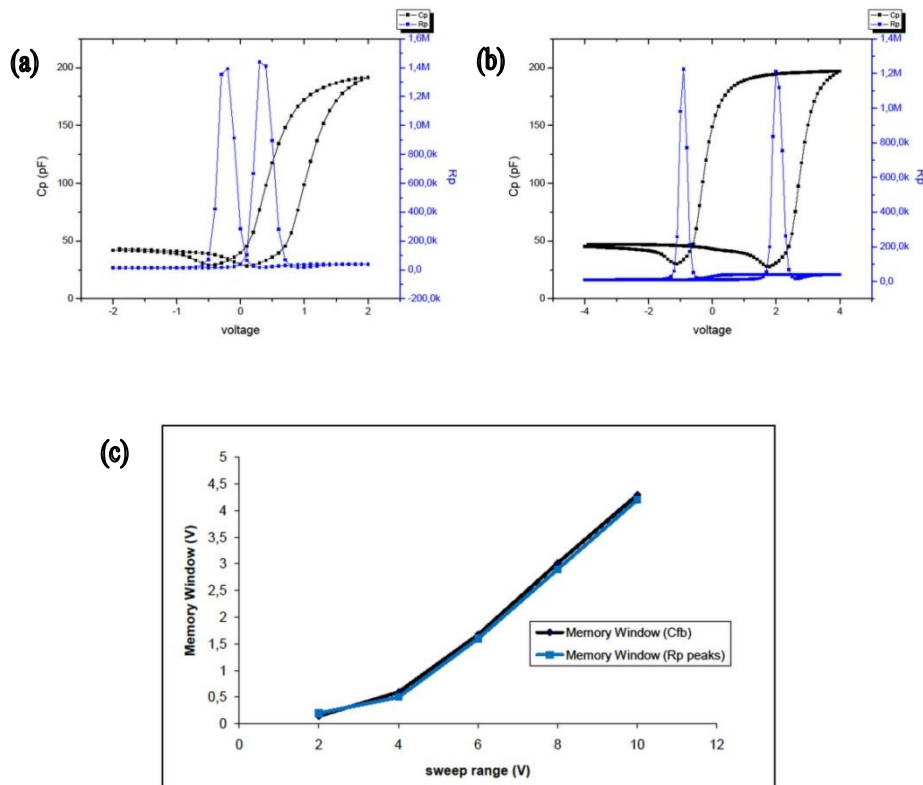 (a)
Cp
Rp
200
150
100
50
0
Cp (pF)
-2
-1
0
1
2
voltage
1,4M
1,2M
1,0M
800,0k
600,0k
400,0k
200,0k
0,0
-200,0k
Rp
(b)
Cp
Rp
200
150
100
50
0
Cp (pF)
-4
-2
0
2
4
voltage
1,4M
1,2M
1,0M
800,0k
600,0k
400,0k
200,0k
0,0
Rp
(c)
5
4,5
4
3,5
3
2,5
2
1,5
1
0,5
0
Memory Window (V)
Memory Window (Cfb)
Memory Window (Rp peaks)
0
2
4
6
8
10
12
sweep range (V)